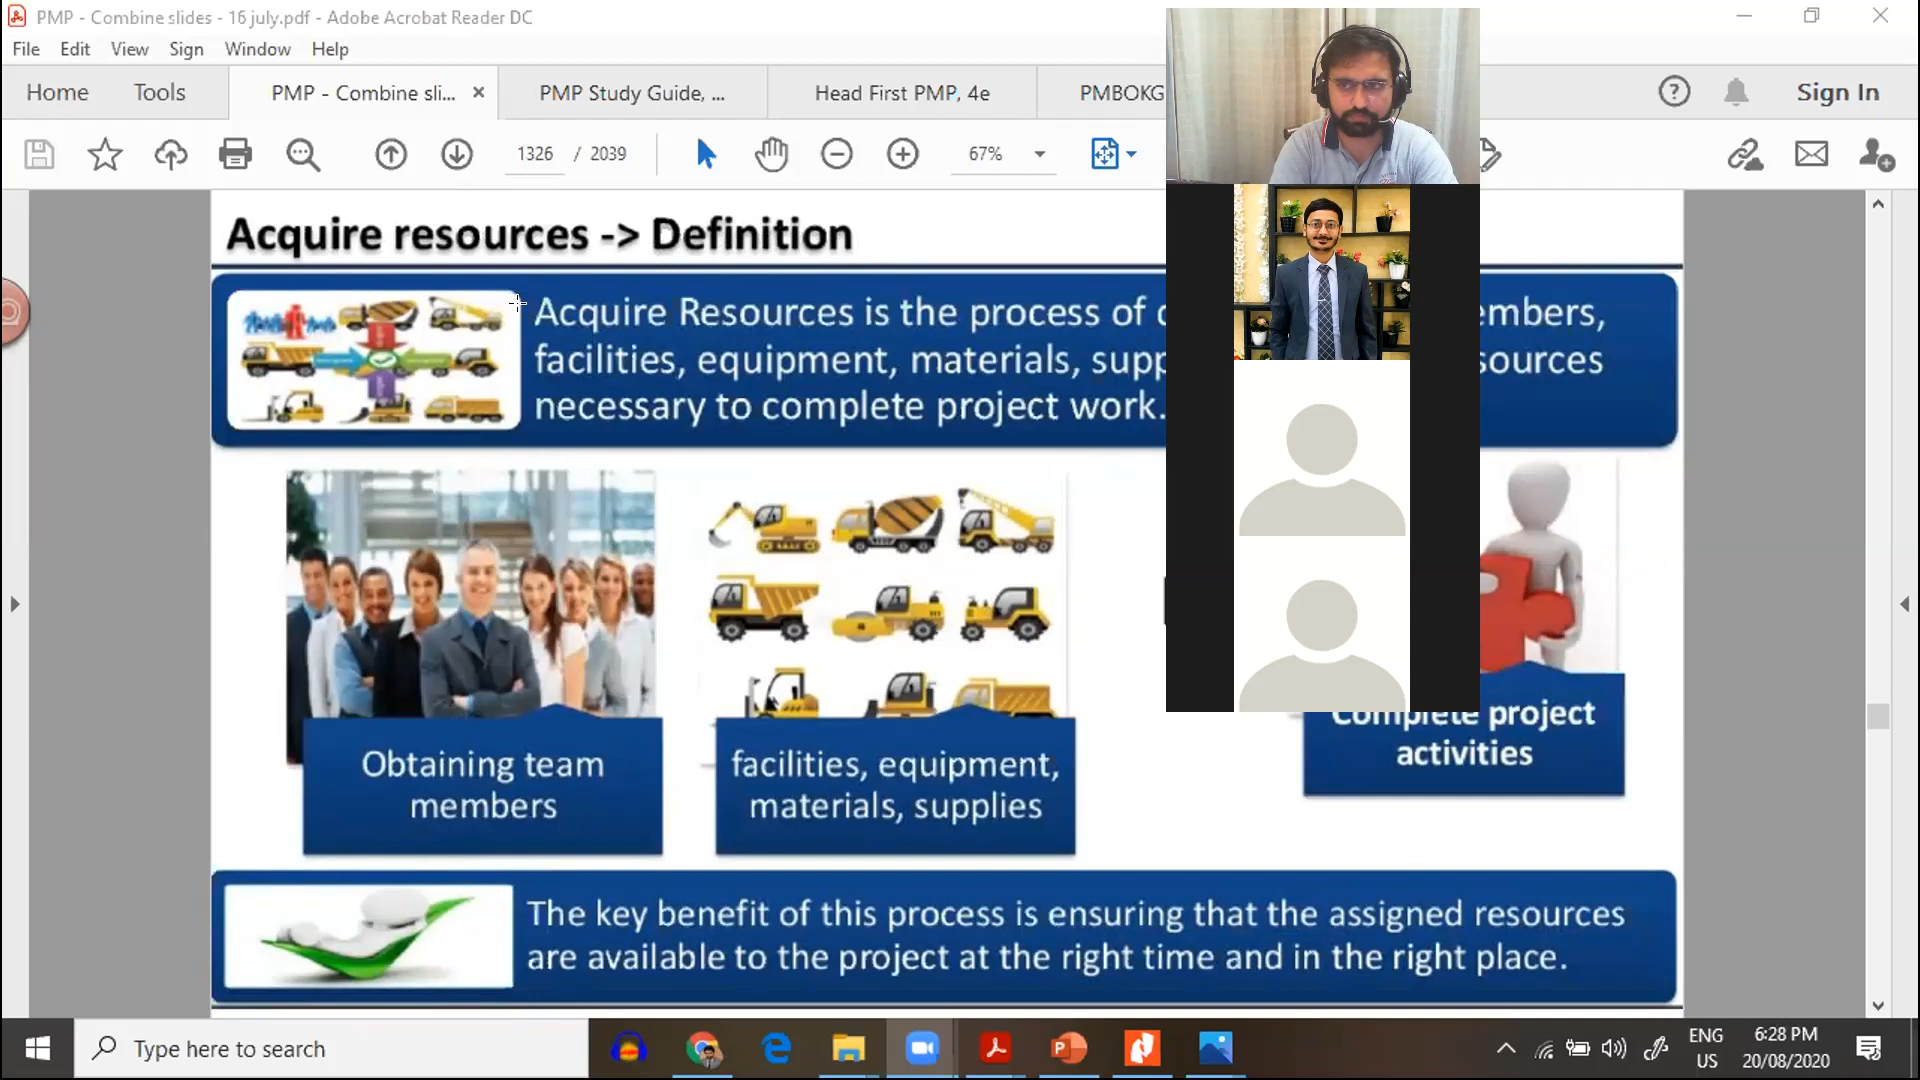 PMP - Combine slides - 16 july.pdf - Adobe Acrobat Reader DC
File Edit View Sign Window Help
Home Tools PMP - Combine sli... PMP Study Guide, ... Head First PMP, 4e PMBOKG Sign In
1326 / 2039 67%
Acquire resources -> Definition
Acquire Resources is the process of
facilities, equipment, materials, sources
necessary to complete project work.
Obtaining team
members
facilities, equipment,
materials, supplies
Complete project
activities
The key benefit of this process is ensuring that the assigned resources
are available to the project at the right time and in the right place.
Type here to search
ENG
US
6:28 PM
20/08/2020